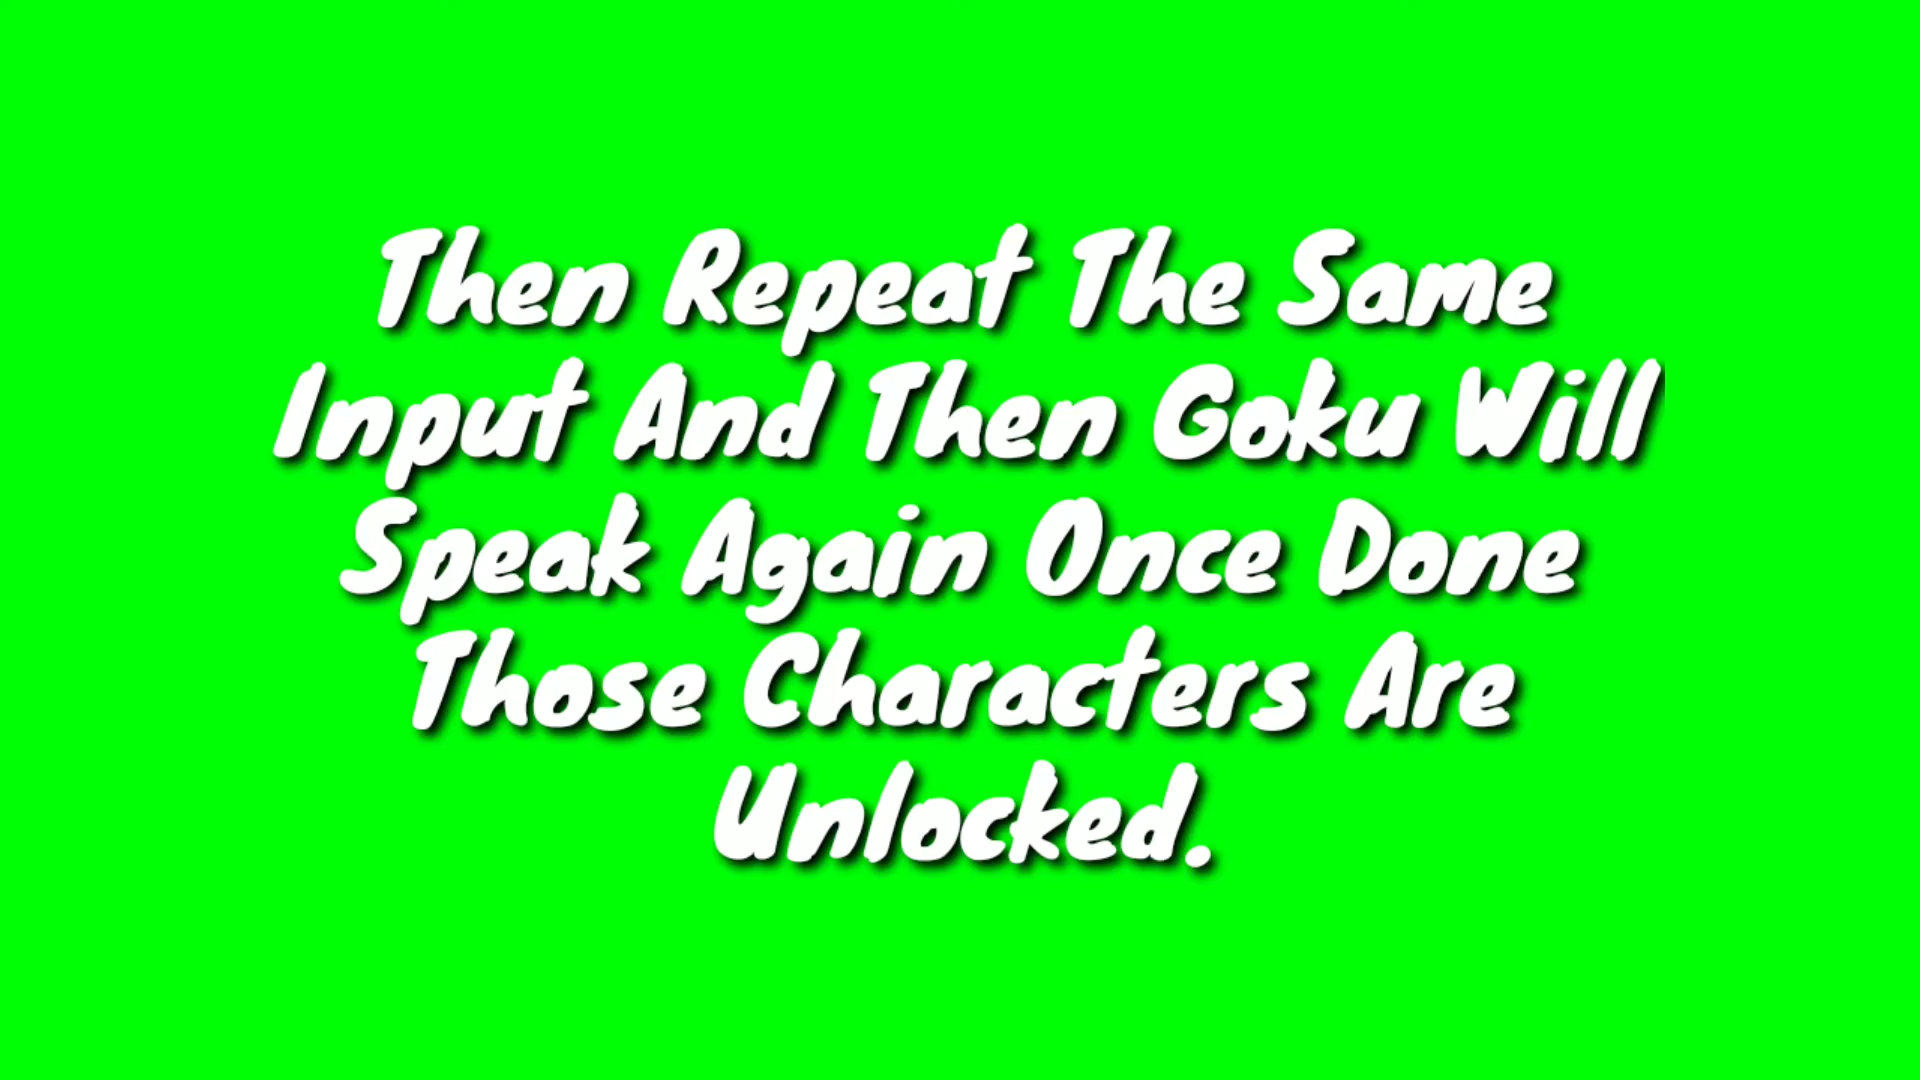 Then Repeat The Same
Input And Then Goku Will
Speak Again Once Done
Those Characters Are
Unlocked.